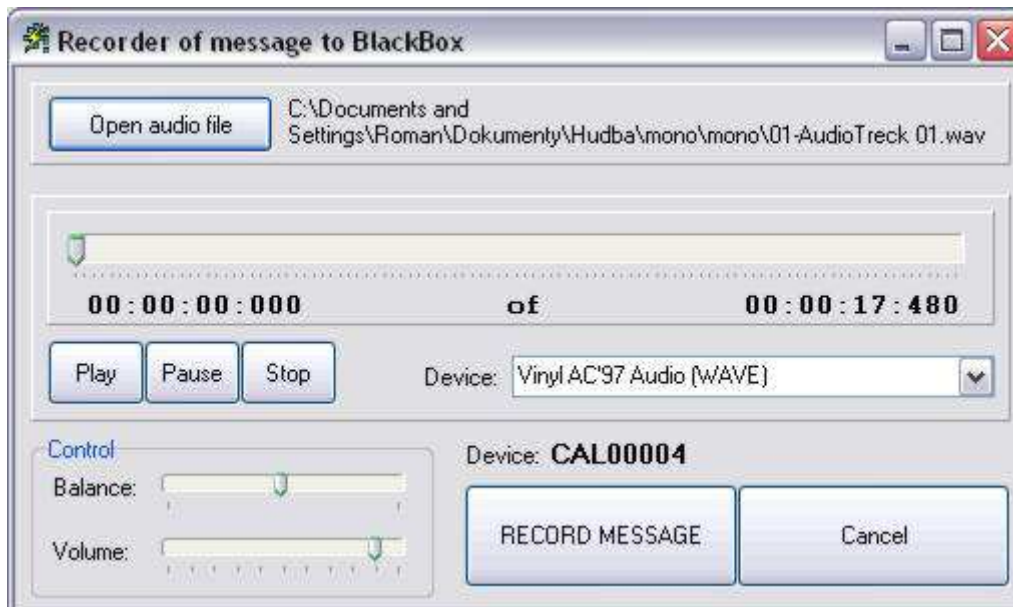 Recorder of message to BlackBox
Open audio file
C:\Documents and
Settings\Roman\Dokumenty\Hudba\mono\mono\01-AudioTreck 01.wav
00:00:00:000 of 00:00:17:480
Play Pause Stop Device: Vinyl AC'97 Audio (WAVE)
Control
Device: CAL00004
Balance:
RECORD MESSAGE Cancel
Volume: